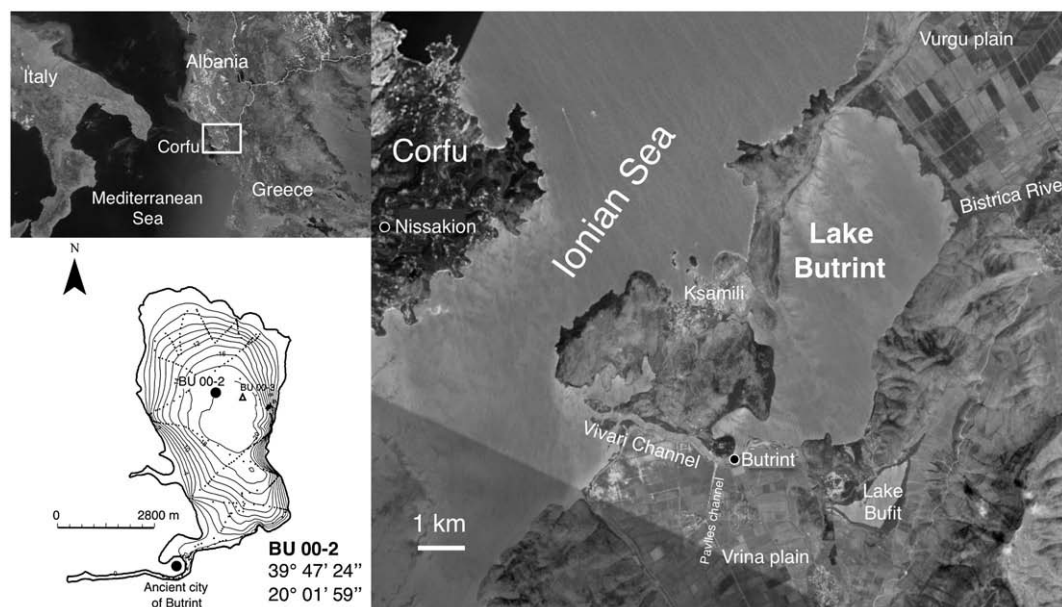 Italy
Albania
Corfu
Mediterranean
Sea
Greece
N
BU 00-2
BU 00-3
0
2800 m
BU 00-2
39° 47' 24"
20° 01' 59"
Ancient city
of Butrint
Corfu
Nissakion
Ionian Sea
Ksamili
Lake
Butrint
Vurgu plain
Bistrica River
Vivari Channel
Butrint
Pavlles channel
Lake
Bufit
1 km
Vrina plain